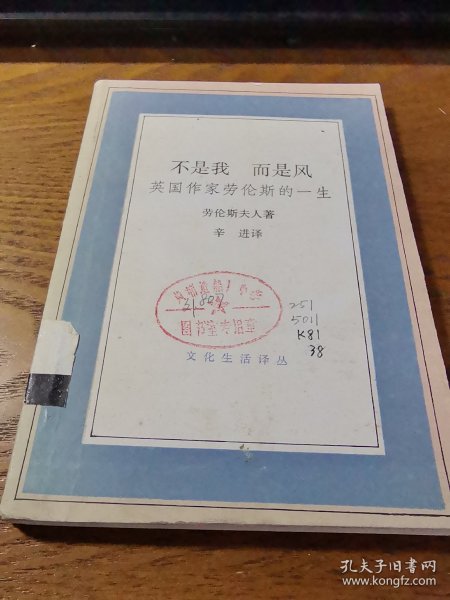 不是我 而是风
英国作家劳伦斯的一生
劳伦斯夫人著
辛 进译
251
5011
K81
38
文化生活译丛
孔夫子旧书网
www.kongfz.com